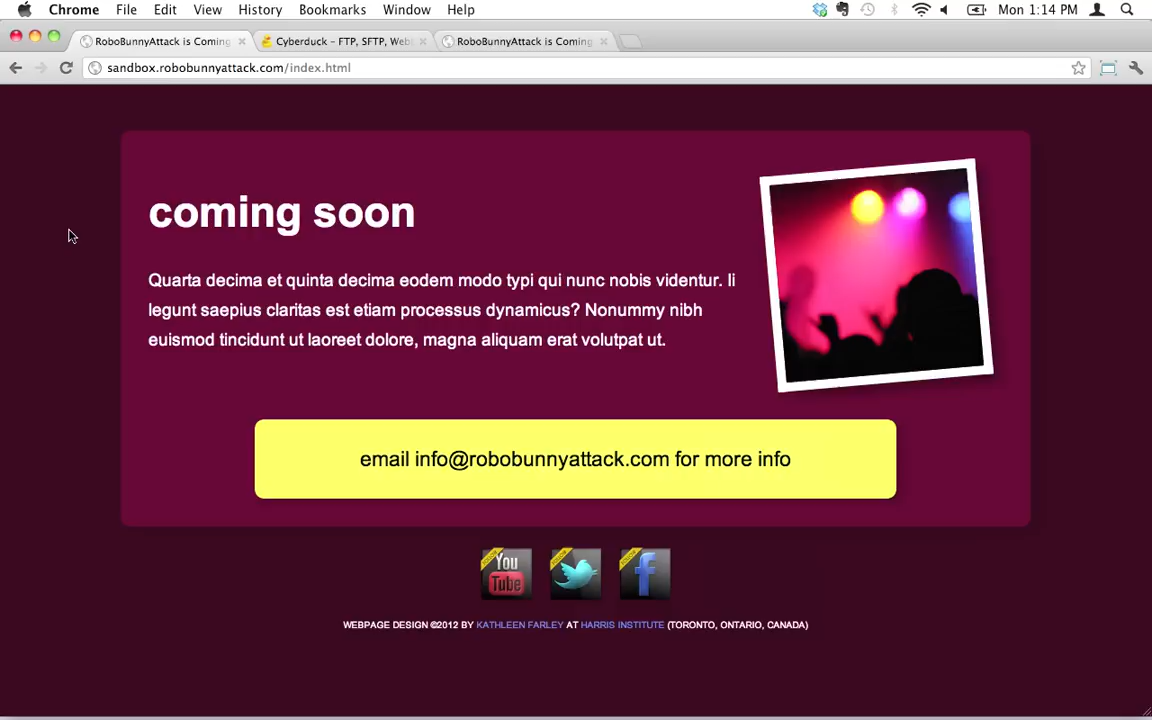 Chrome File Edit View History Bookmarks Window Help Mon 1:14 PM
RoboBunnyAttack is Coming Cyberduck – FTP, SFTP, Web RoboBunnyAttack is Coming
sandbox.robobunnyattack.com/index.html
coming soon
Quarta decima et quinta decima eodem modo typi qui nunc nobis videntur. li
legunt saepius claritas est etiam processus dynamicus? Nonummy nibh
euismod tincidunt ut laoreet dolore, magna aliquam erat volutpat ut.
email info@robobunnyattack.com for more info
You
Tube
WEBPAGE DESIGN ©2012 BY KATHLEEN FARLEY AT HARRIS INSTITUTE (TORONTO, ONTARIO, CANADA)